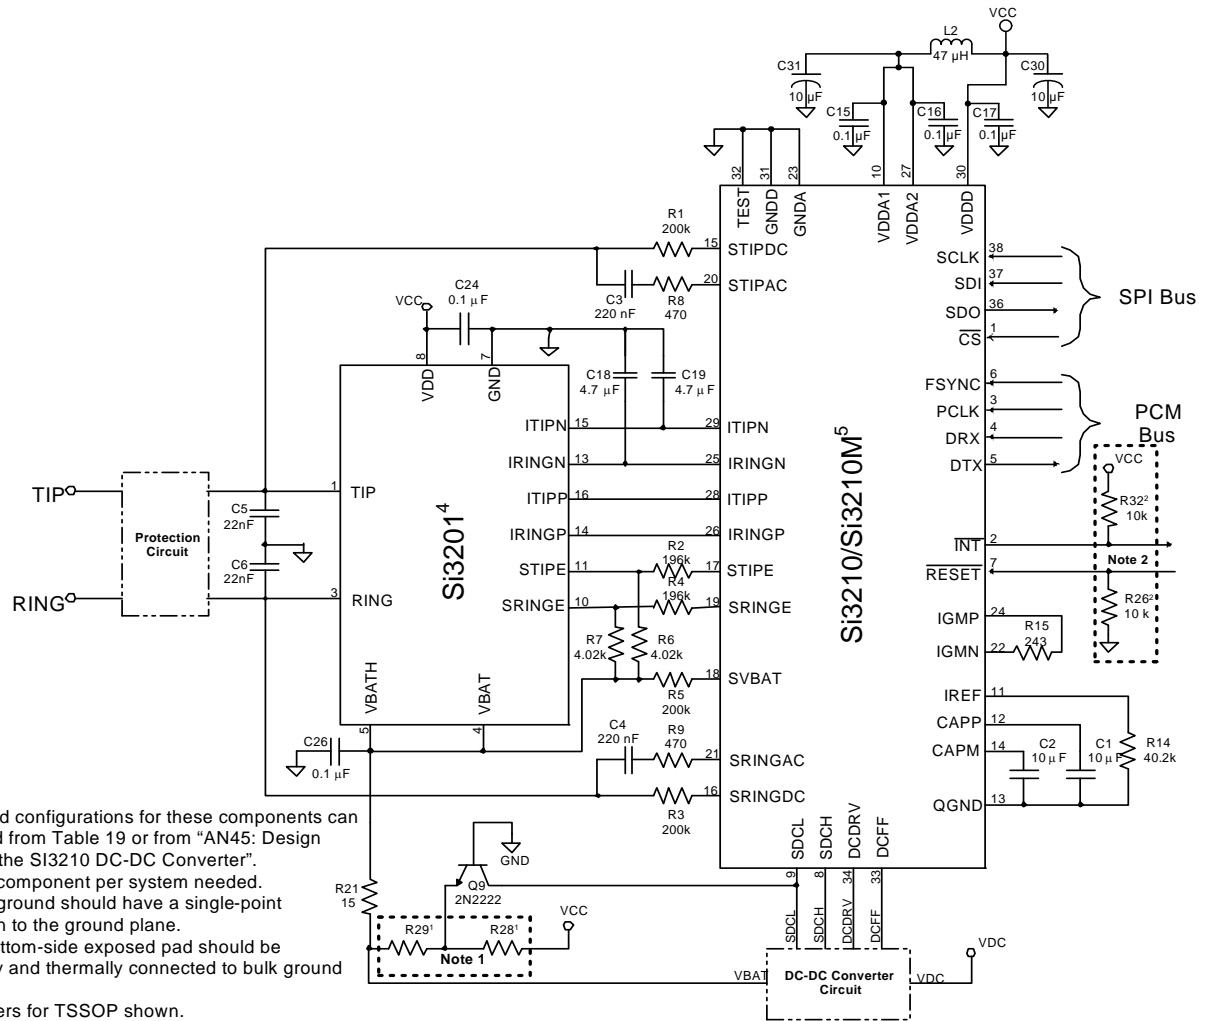 VCC
L2
47 µH
C31
10 µF
C30
10 µF
C15
0.1 µF
C16
0.1 µF
C17
0.1 µF
32
31
23
10
27
30
TEST
GNDD
GNDA
VDDA1
VDDA2
VDDD
R1
200k
15
STIPDC
C3
220 nF
R8
470
20
STIPAC
SCLK
38
SDI
37
SDO
36
CS
1
SPI Bus
C24
0.1 µF
VCC
8
7
VDD
GND
C18
4.7 µF
C19
4.7 µF
FSYNC
6
PCLK
3
DRX
4
DTX
5
PCM
Bus
ITIPN
15
29
ITIPN
IRINGN
13
25
IRINGN
ITIPP
16
28
ITIPP
IRINGP
14
26
IRINGP
STIPE
11
R2
196k
17
STIPE
SRINGE
10
R4
196k
19
SRINGE
R7
4.02k
R6
4.02k
R5
200k
18
SVBAT
TIP
RING
Protection
Circuit
C5
22nF
C6
22nF
1
TIP
3
RING
Si3201⁴
Si3210/Si3210M⁵
VCC
R32²
10k
INT
2
Note 2
RESET
7
R26²
10 k
IGMP
24
R15
243
IGMN
22
IREF
11
CAPP
12
CAPM
14
C2
10 µF
C1
10 µF
R14
40.2k
QGND
13
VBATH
VBAT
5
4
C26
0.1 µF
C4
220 nF
R9
470
21
SRINGAC
16
SRINGDC
R3
200k
SDCL
SDCH
DCDRV
DCFF
9
8
34
33
SDCL
SDCH
DCDRV
DCFF
GND
Q9
2N2222
R21
15
R29¹
R28¹
Note 1
VCC
VBAT
DC-DC Converter
Circuit
VDC
VDC
d configurations for these components can
d from Table 19 or from “AN45: Design
the SI3210 DC-DC Converter”.
component per system needed.
ground should have a single-point
n to the ground plane.
ttom-side exposed pad should be
y and thermally connected to bulk ground
ers for TSSOP shown.